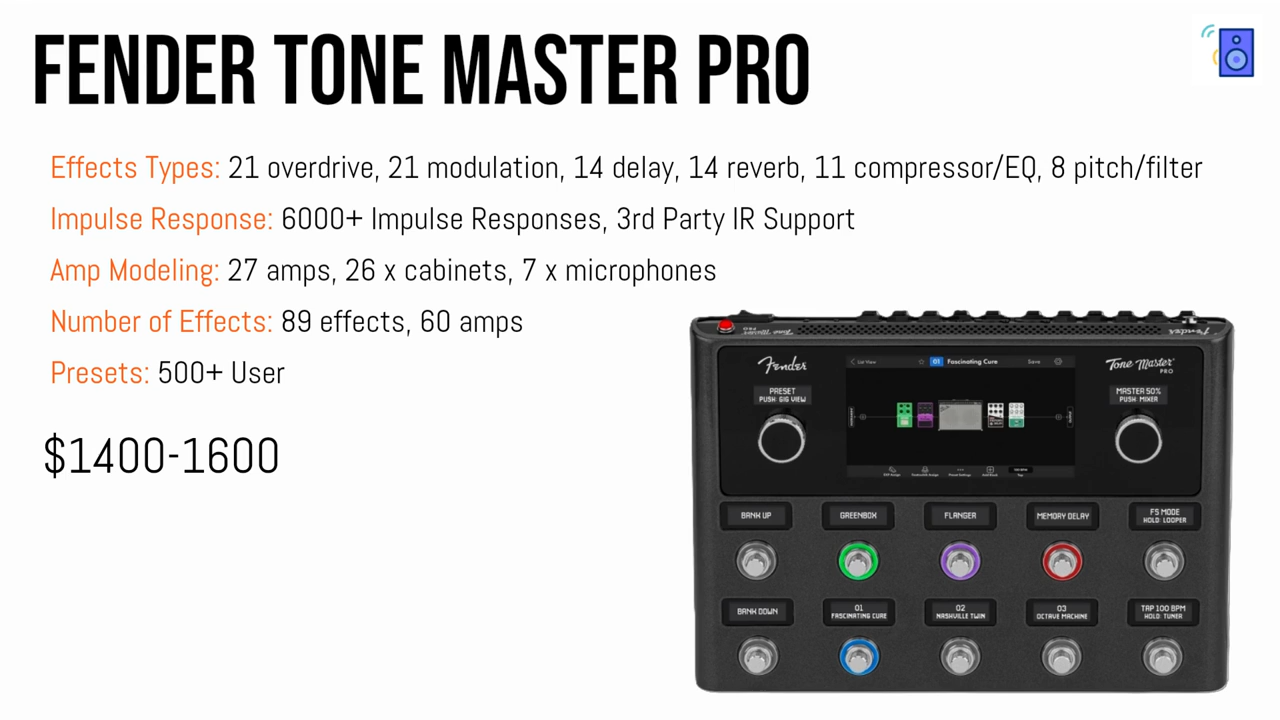 FENDER TONE MASTER PRO
Effects Types: 21 overdrive, 21 modulation, 14 delay, 14 reverb, 11 compressor/EQ, 8 pitch/filter
Impulse Response: 6000+ Impulse Responses, 3rd Party IR Support
Amp Modeling: 27 amps, 26 x cabinets, 7 x microphones
Number of Effects: 89 effects, 60 amps
Presets: 500+ User
$1400-1600
Fender
Tone Master
PRO
List View
01 Fascinating Cure
Save
PRESET
PUSH: GIG VIEW
MASTER 50%
PUSH: MIXER
BANK UP
GREENBOX
FLANGER
MEMORY DELAY
FS MODE
HOLD: LOOPER
BANK DOWN
01
FASCINATING CURE
02
NASHVILLE TWIN
03
OCTAVE MACHINE
TAP 100 BPM
HOLD: TUNER